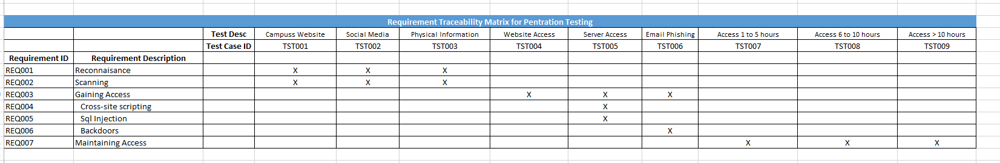 Requirement Traceability Matrix for Pentration Testing
Test Desc Campuss Website Social Media Physical Information Website Access Server Access Email Phishing Access 1 to 5 hours Access 6 to 10 hours Access > 10 hours
Test Case ID TST001 TST002 TST003 TST004 TST005 TST006 TST007 TST008 TST009
Requirement ID Requirement Description
REQ001 Reconnaisance X X X
REQ002 Scanning X X X
REQ003 Gaining Access X X X
REQ004 Cross-site scripting X
REQ005 Sql Injection X
REQ006 Backdoors X
REQ007 Maintaining Access X X X